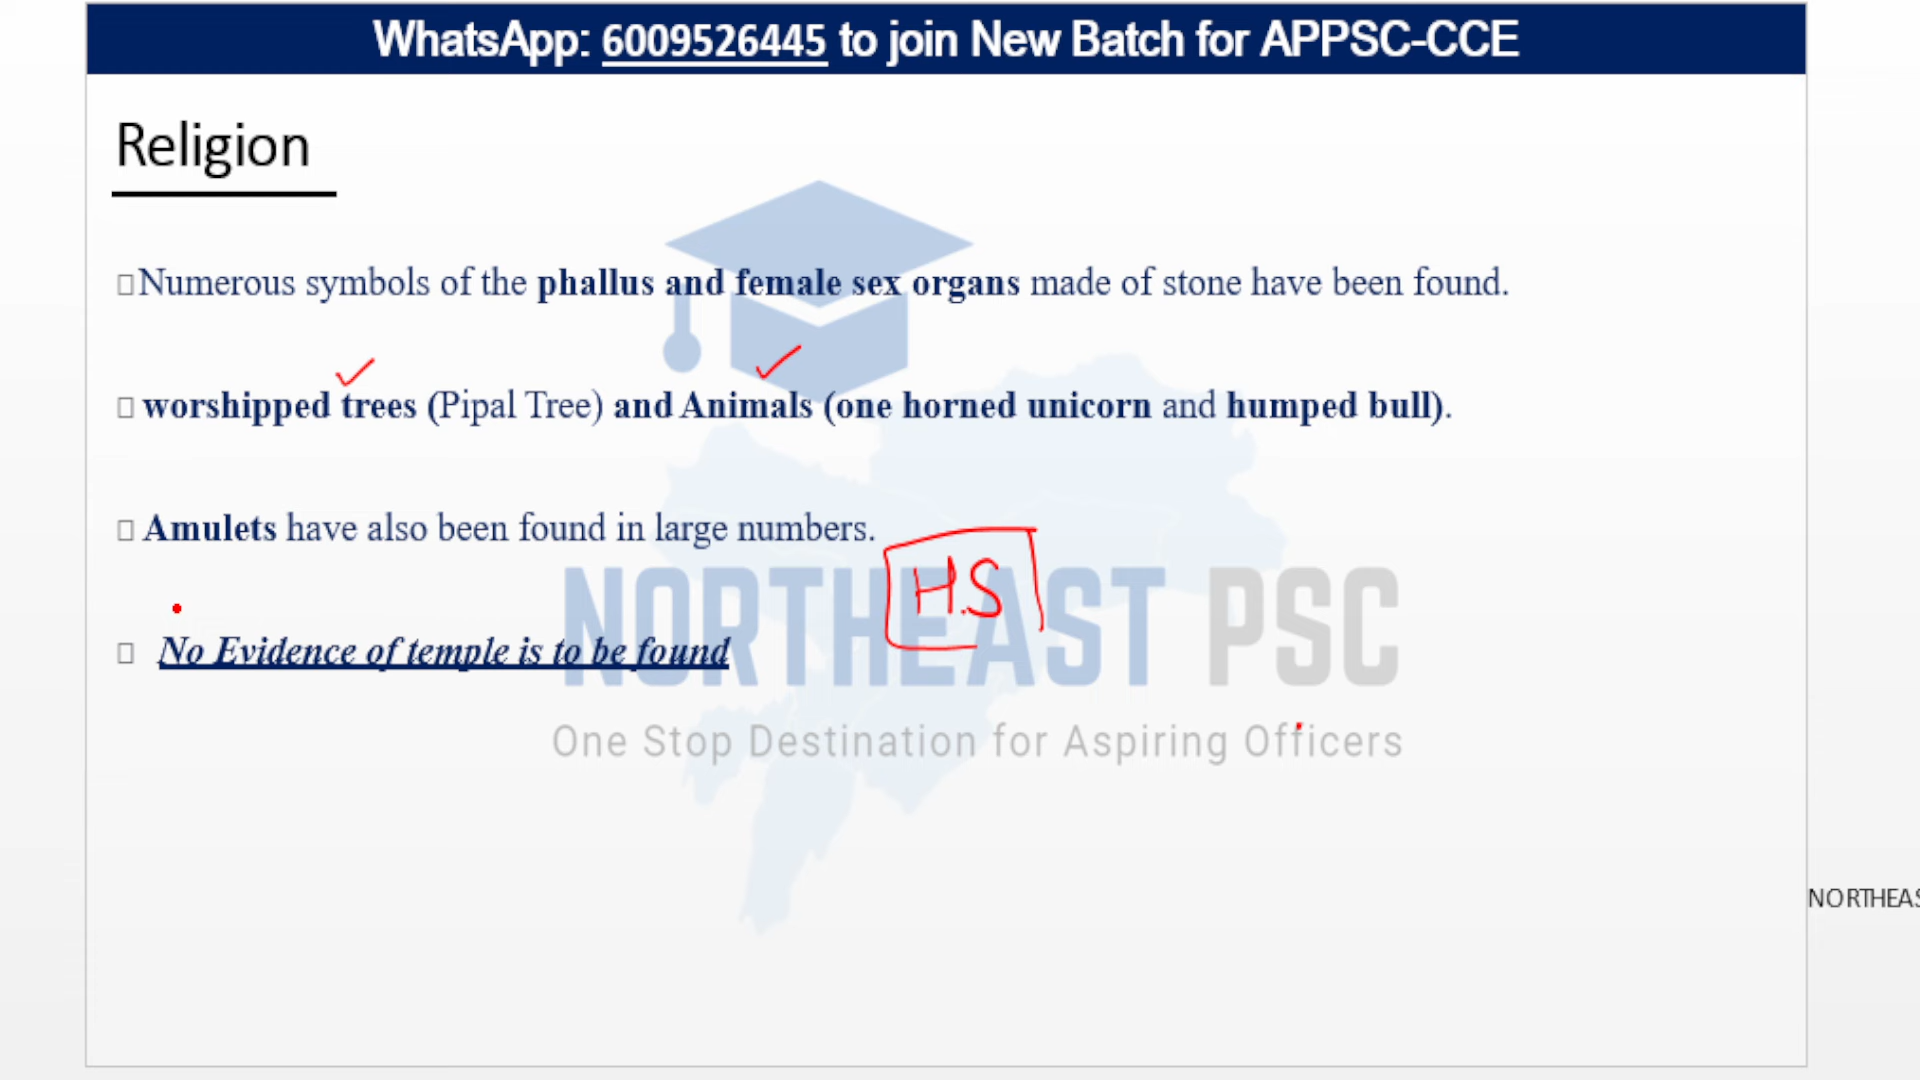 WhatsApp: 6009526445 to join New Batch for APPSC-CCE
Religion
Numerous symbols of the phallus and female sex organs made of stone have been found.
worshipped trees (Pipal Tree) and Animals (one horned unicorn and humped bull).
Amulets have also been found in large numbers.
H.S
NORTHEAST PSC
No Evidence of temple is to be found
One Stop Destination for Aspiring Officers
NORTHEAS